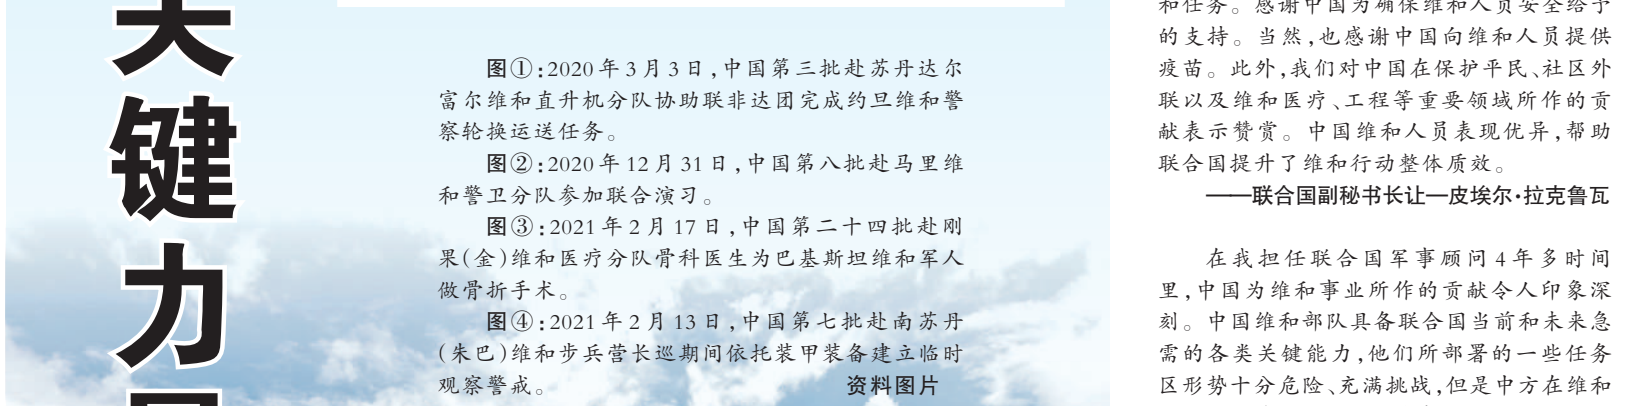 关
键
力
图①:2020年3月3日,中国第三批赴苏丹达尔
富尔维和直升机分队协助联非达团完成约旦维和警
察轮换运送任务。
图②:2020年12月31日,中国第八批赴马里维
和警卫分队参加联合演习。
图③:2021年2月17日,中国第二十四批赴刚
果(金)维和医疗分队骨科医生为巴基斯坦维和军人
做骨折手术。
图④:2021年2月13日,中国第七批赴南苏丹
(朱巴)维和步兵营长巡期间依托装甲装备建立临时
观察警戒。
资料图片
和任务。感谢中国为确保维和人员安全给予
的支持。当然,也感谢中国向维和人员提供
疫苗。此外,我们对中国在保护平民、社区外
联以及维和医疗、工程等重要领域所作的贡
献表示赞赏。中国维和人员表现优异,帮助
联合国提升了维和行动整体质效。
——联合国副秘书长让—皮埃尔·拉克鲁瓦
在我担任联合国军事顾问4年多时间
里,中国为维和事业所作的贡献令人印象深
刻。中国维和部队具备联合国当前和未来急
需的各类关键能力,他们所部署的一些任务
区形势十分危险、充满挑战,但是中方在维和